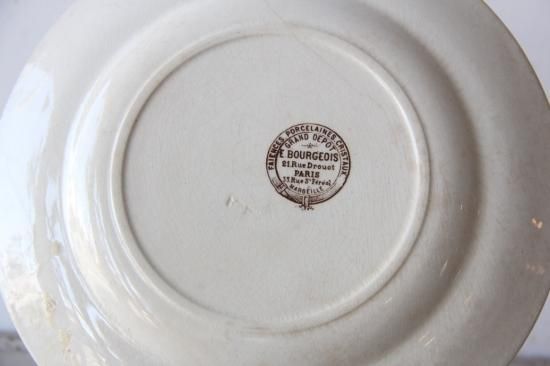 FAIENCES PORCELAINES CRISTAUX
GRAND DEPOT
E BOURGEOIS
21.Rue Drouot
PARIS
MARSEILLE